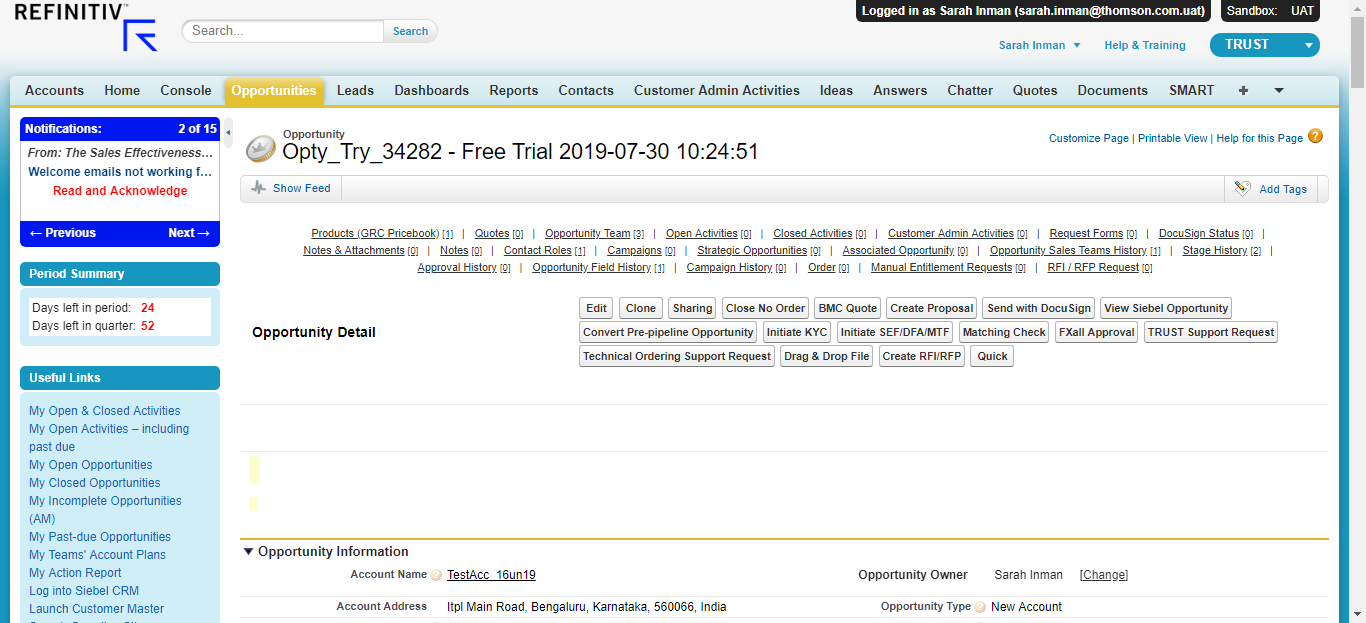 REFINITIV™
Search...
Search
Logged in as Sarah Inman (sarah.inman@thomson.com.uat)
Sandbox: UAT
Sarah Inman
Help & Training
TRUST
Accounts Home Console Opportunities Leads Dashboards Reports Contacts Customer Admin Activities Ideas Answers Chatter Quotes Documents SMART +
Notifications: 2 of 15
From: The Sales Effectiveness...
Welcome emails not working f...
Read and Acknowledge
← Previous Next →
Period Summary
Days left in period: 24
Days left in quarter: 52
Useful Links
My Open & Closed Activities
My Open Activities – including
past due
My Open Opportunities
My Closed Opportunities
My Incomplete Opportunities
(AM)
My Past-due Opportunities
My Teams' Account Plans
My Action Report
Log into Siebel CRM
Launch Customer Master
Opportunity
Opty_Try_34282 - Free Trial 2019-07-30 10:24:51
Customize Page | Printable View | Help for this Page ?
Show Feed
Add Tags
Products (GRC Pricebook) [1] | Quotes [0] | Opportunity Team [3] | Open Activities [0] | Closed Activities [0] | Customer Admin Activities [0] | Request Forms [0] | DocuSign Status [0] |
Notes & Attachments [0] | Notes [0] | Contact Roles [1] | Campaigns [0] | Strategic Opportunities [0] | Associated Opportunity [0] | Opportunity Sales Teams History [1] | Stage History [2] |
Approval History [0] | Opportunity Field History [1] | Campaign History [0] | Order [0] | Manual Entitlement Requests [0] | RFI / RFP Request [0]
Opportunity Detail
Edit Clone Sharing Close No Order BMC Quote Create Proposal Send with DocuSign View Siebel Opportunity
Convert Pre-pipeline Opportunity Initiate KYC Initiate SEF/DFA/MTF Matching Check FXall Approval TRUST Support Request
Technical Ordering Support Request Drag & Drop File Create RFI/RFP Quick
Opportunity Information
Account Name ? TestAcc_16un19
Opportunity Owner Sarah Inman [Change]
Account Address Itpl Main Road, Bengaluru, Karnataka, 560066, India
Opportunity Type ? New Account